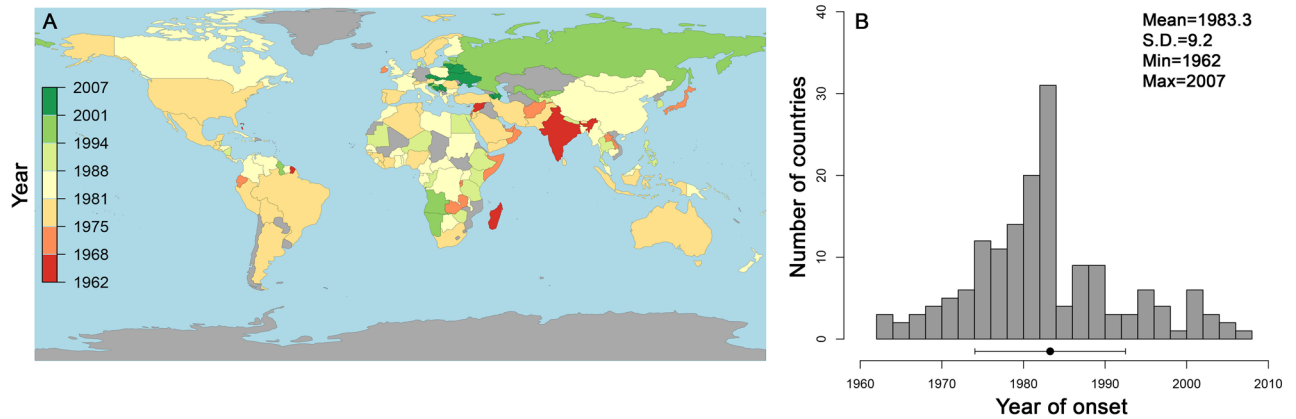 A
Year
2007
2001
1994
1988
1981
1975
1968
1962
B
Mean=1983.3
S.D.=9.2
Min=1962
Max=2007
Number of countries
40
30
20
10
0
1960 1970 1980 1990 2000 2010
Year of onset